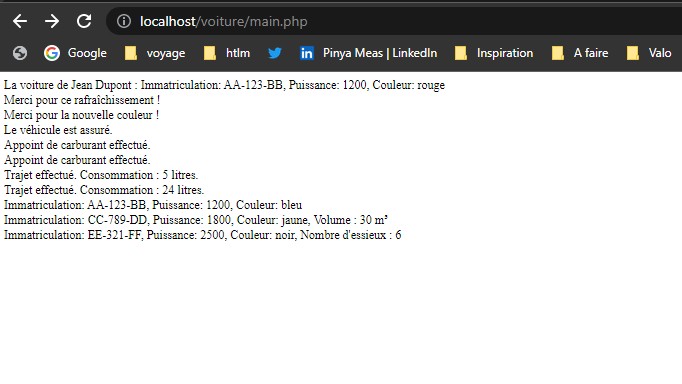 localhost/voiture/main.php
Google voyage htlm Pinya Meas | LinkedIn Inspiration A faire Valo
La voiture de Jean Dupont : Immatriculation: AA-123-BB, Puissance: 1200, Couleur: rouge
Merci pour ce rafraîchissement !
Merci pour la nouvelle couleur !
Le véhicule est assuré.
Appoint de carburant effectué.
Appoint de carburant effectué.
Trajet effectué. Consommation : 5 litres.
Trajet effectué. Consommation : 24 litres.
Immatriculation: AA-123-BB, Puissance: 1200, Couleur: bleu
Immatriculation: CC-789-DD, Puissance: 1800, Couleur: jaune, Volume : 30 m³
Immatriculation: EE-321-FF, Puissance: 2500, Couleur: noir, Nombre d'essieux : 6